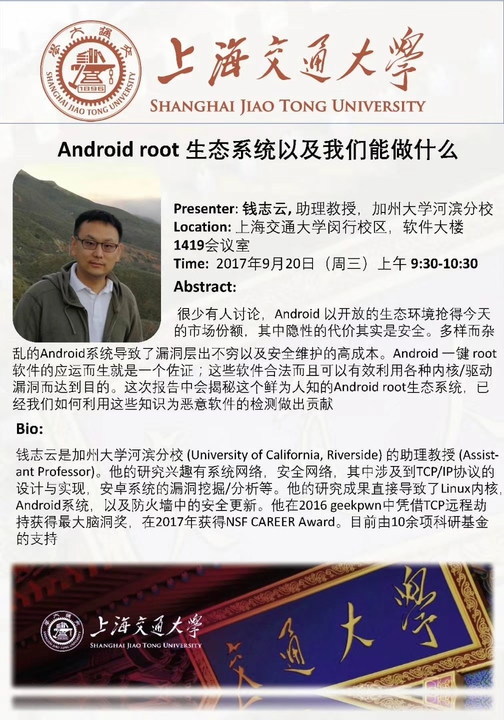 上海交通大學
SHANGHAI JIAO TONG UNIVERSITY
SHANGHAI JIAO TONG UNIVERSITY
1896
Android root 生态系统以及我们能做什么
Presenter: 钱志云, 助理教授，加州大学河滨分校
Location: 上海交通大学闵行校区，软件大楼
1419会议室
Time: 2017年9月20日（周三）上午 9:30-10:30
Abstract:
很少有人讨论，Android 以开放的生态环境抢得今天
的市场份额，其中隐性的代价其实是安全。多样而杂
乱的Android系统导致了漏洞层出不穷以及安全维护的高成本。Android 一键 root
软件的应运而生就是一个佐证；这些软件合法而且可以有效利用各种内核/驱动
漏洞而达到目的。这次报告中会揭秘这个鲜为人知的Android root生态系统，已
经我们如何利用这些知识为恶意软件的检测做出贡献
Bio:
钱志云是加州大学河滨分校 (University of California, Riverside) 的助理教授 (Assist-
ant Professor)。他的研究兴趣有系统网络，安全网络，其中涉及到TCP/IP协议的
设计与实现，安卓系统的漏洞挖掘/分析等。他的研究成果直接导致了Linux内核,
Android系统，以及防火墙中的安全更新。他在2016 geekpwn中凭借TCP远程劫
持获得最大脑洞奖，在2017年获得NSF CAREER Award。目前由10余项科研基金
的支持
上海交通大学
SHANGHAI JIAO TONG UNIVERSITY
交通大學